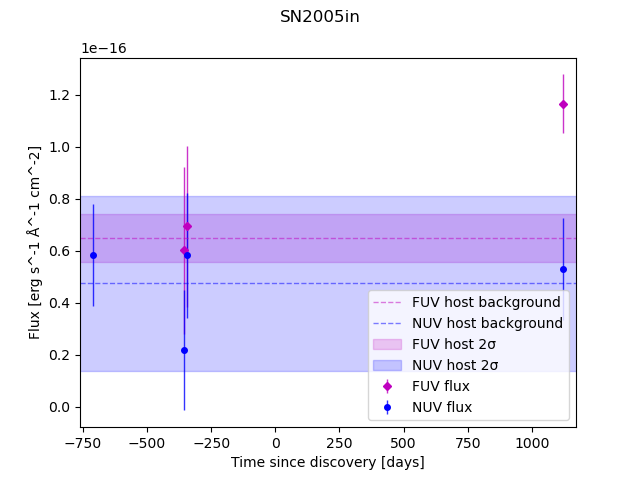 SN2005in
1e−16
1.2
1.0
0.8
0.6
0.4
0.2
0.0
Flux [erg s^-1 Å^-1 cm^-2]
−750
−500
−250
0
250
500
750
1000
Time since discovery [days]
FUV host background
NUV host background
FUV host 2σ
NUV host 2σ
FUV flux
NUV flux